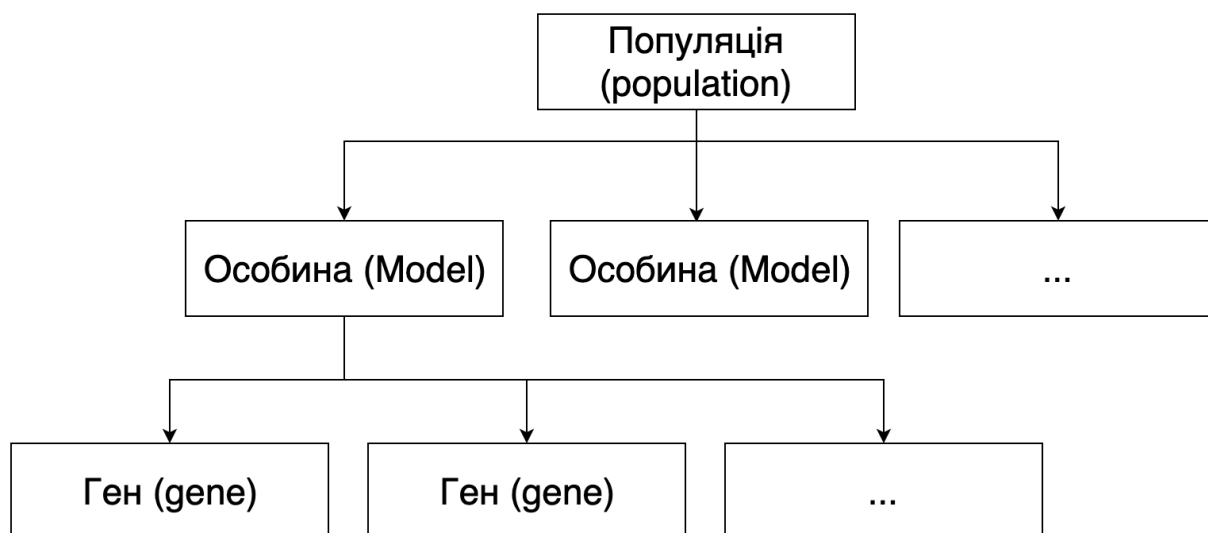 Популяція
(population)
Особина (Model)
Особина (Model)
...
Ген (gene)
Ген (gene)
...